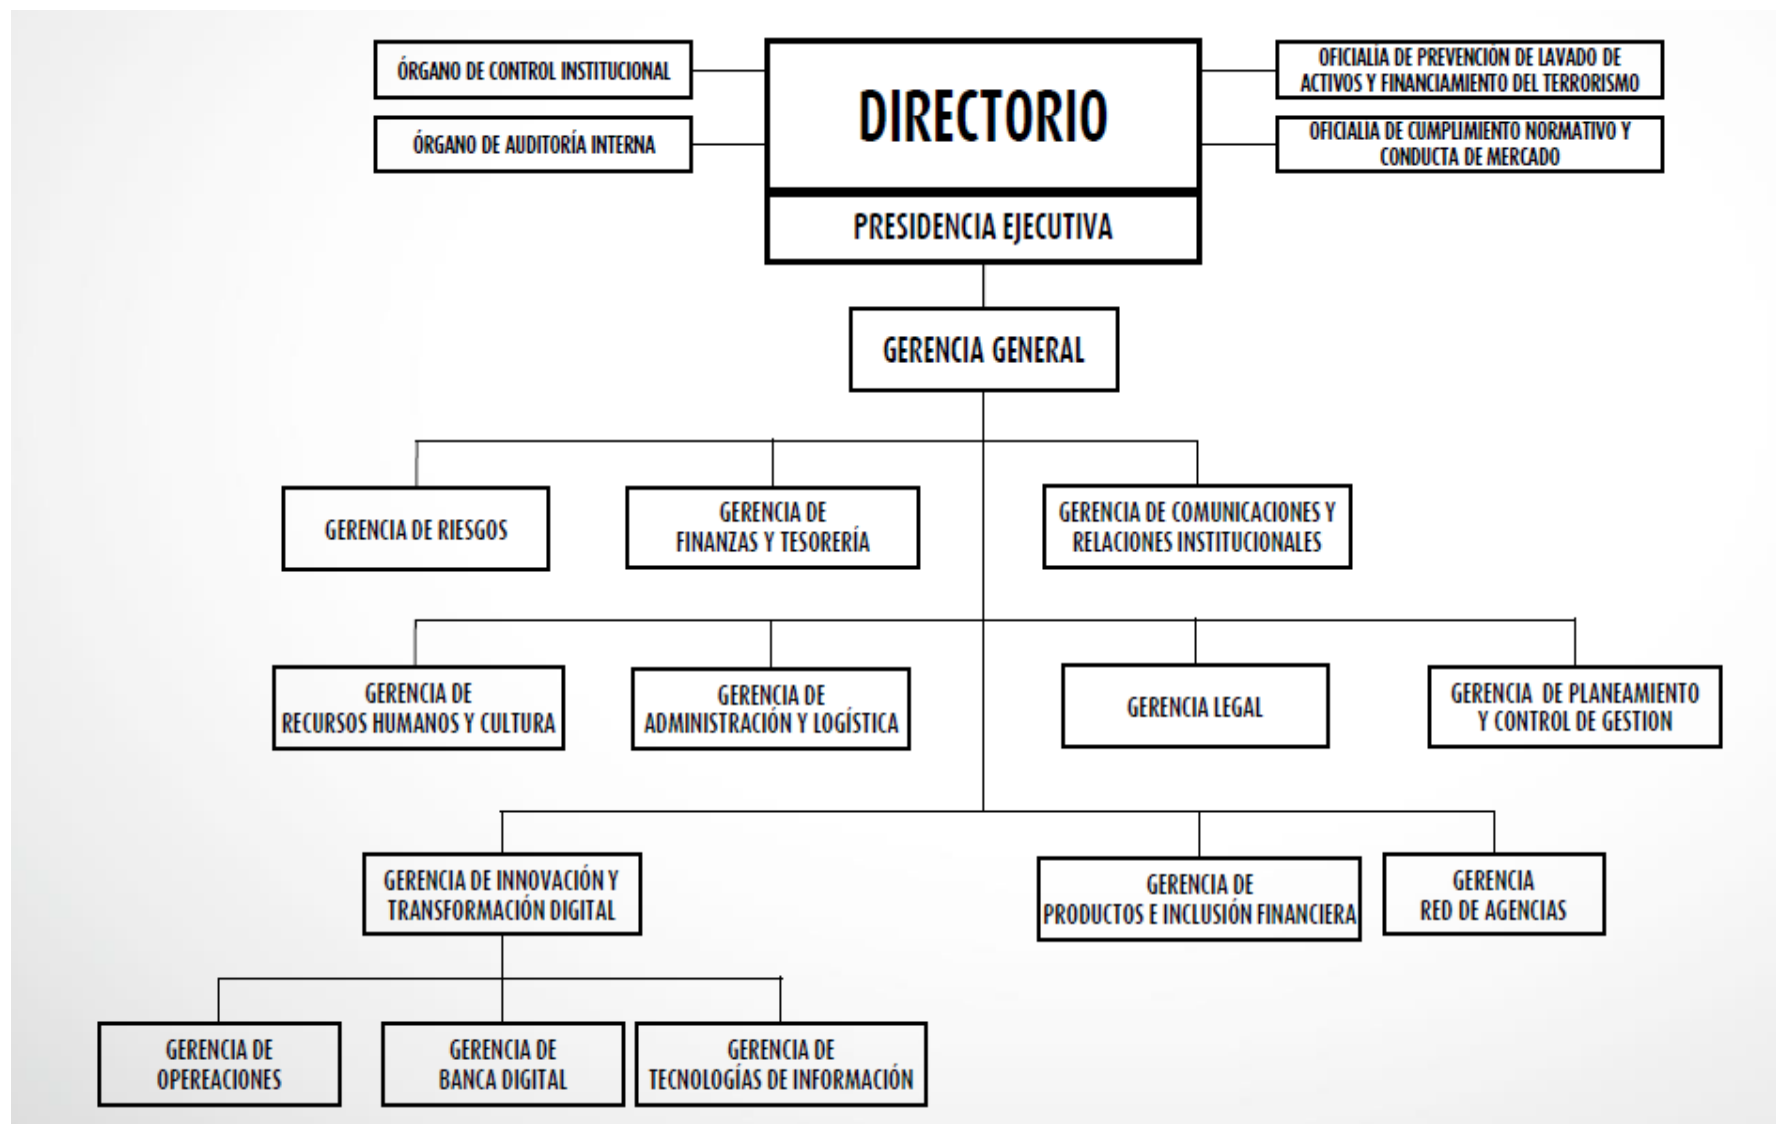 ÓRGANO DE CONTROL INSTITUCIONAL
ÓRGANO DE AUDITORÍA INTERNA
DIRECTORIO
PRESIDENCIA EJECUTIVA
OFICIALÍA DE PREVENCIÓN DE LAVADO DE
ACTIVOS Y FINANCIAMIENTO DEL TERRORISMO
OFICIALIA DE CUMPLIMIENTO NORMATIVO Y
CONDUCTA DE MERCADO
GERENCIA GENERAL
GERENCIA DE RIESGOS
GERENCIA DE
FINANZAS Y TESORERÍA
GERENCIA DE COMUNICACIONES Y
RELACIONES INSTITUCIONALES
GERENCIA DE
RECURSOS HUMANOS Y CULTURA
GERENCIA DE
ADMINISTRACIÓN Y LOGÍSTICA
GERENCIA LEGAL
GERENCIA DE PLANEAMIENTO
Y CONTROL DE GESTION
GERENCIA DE INNOVACIÓN Y
TRANSFORMACIÓN DIGITAL
GERENCIA DE
PRODUCTOS E INCLUSIÓN FINANCIERA
GERENCIA
RED DE AGENCIAS
GERENCIA DE
OPEREACIONES
GERENCIA DE
BANCA DIGITAL
GERENCIA DE
TECNOLOGÍAS DE INFORMACIÓN